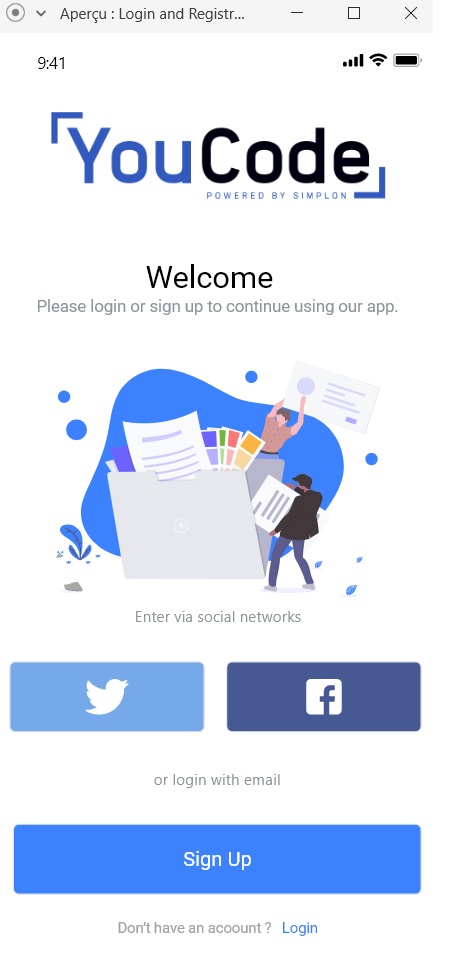 Aperçu : Login and Registr...
9:41
YouCode
POWERED BY SIMPLON
Welcome
Please login or sign up to continue using our app.
Enter via social networks
or login with email
Sign Up
Don't have an acoount ? Login